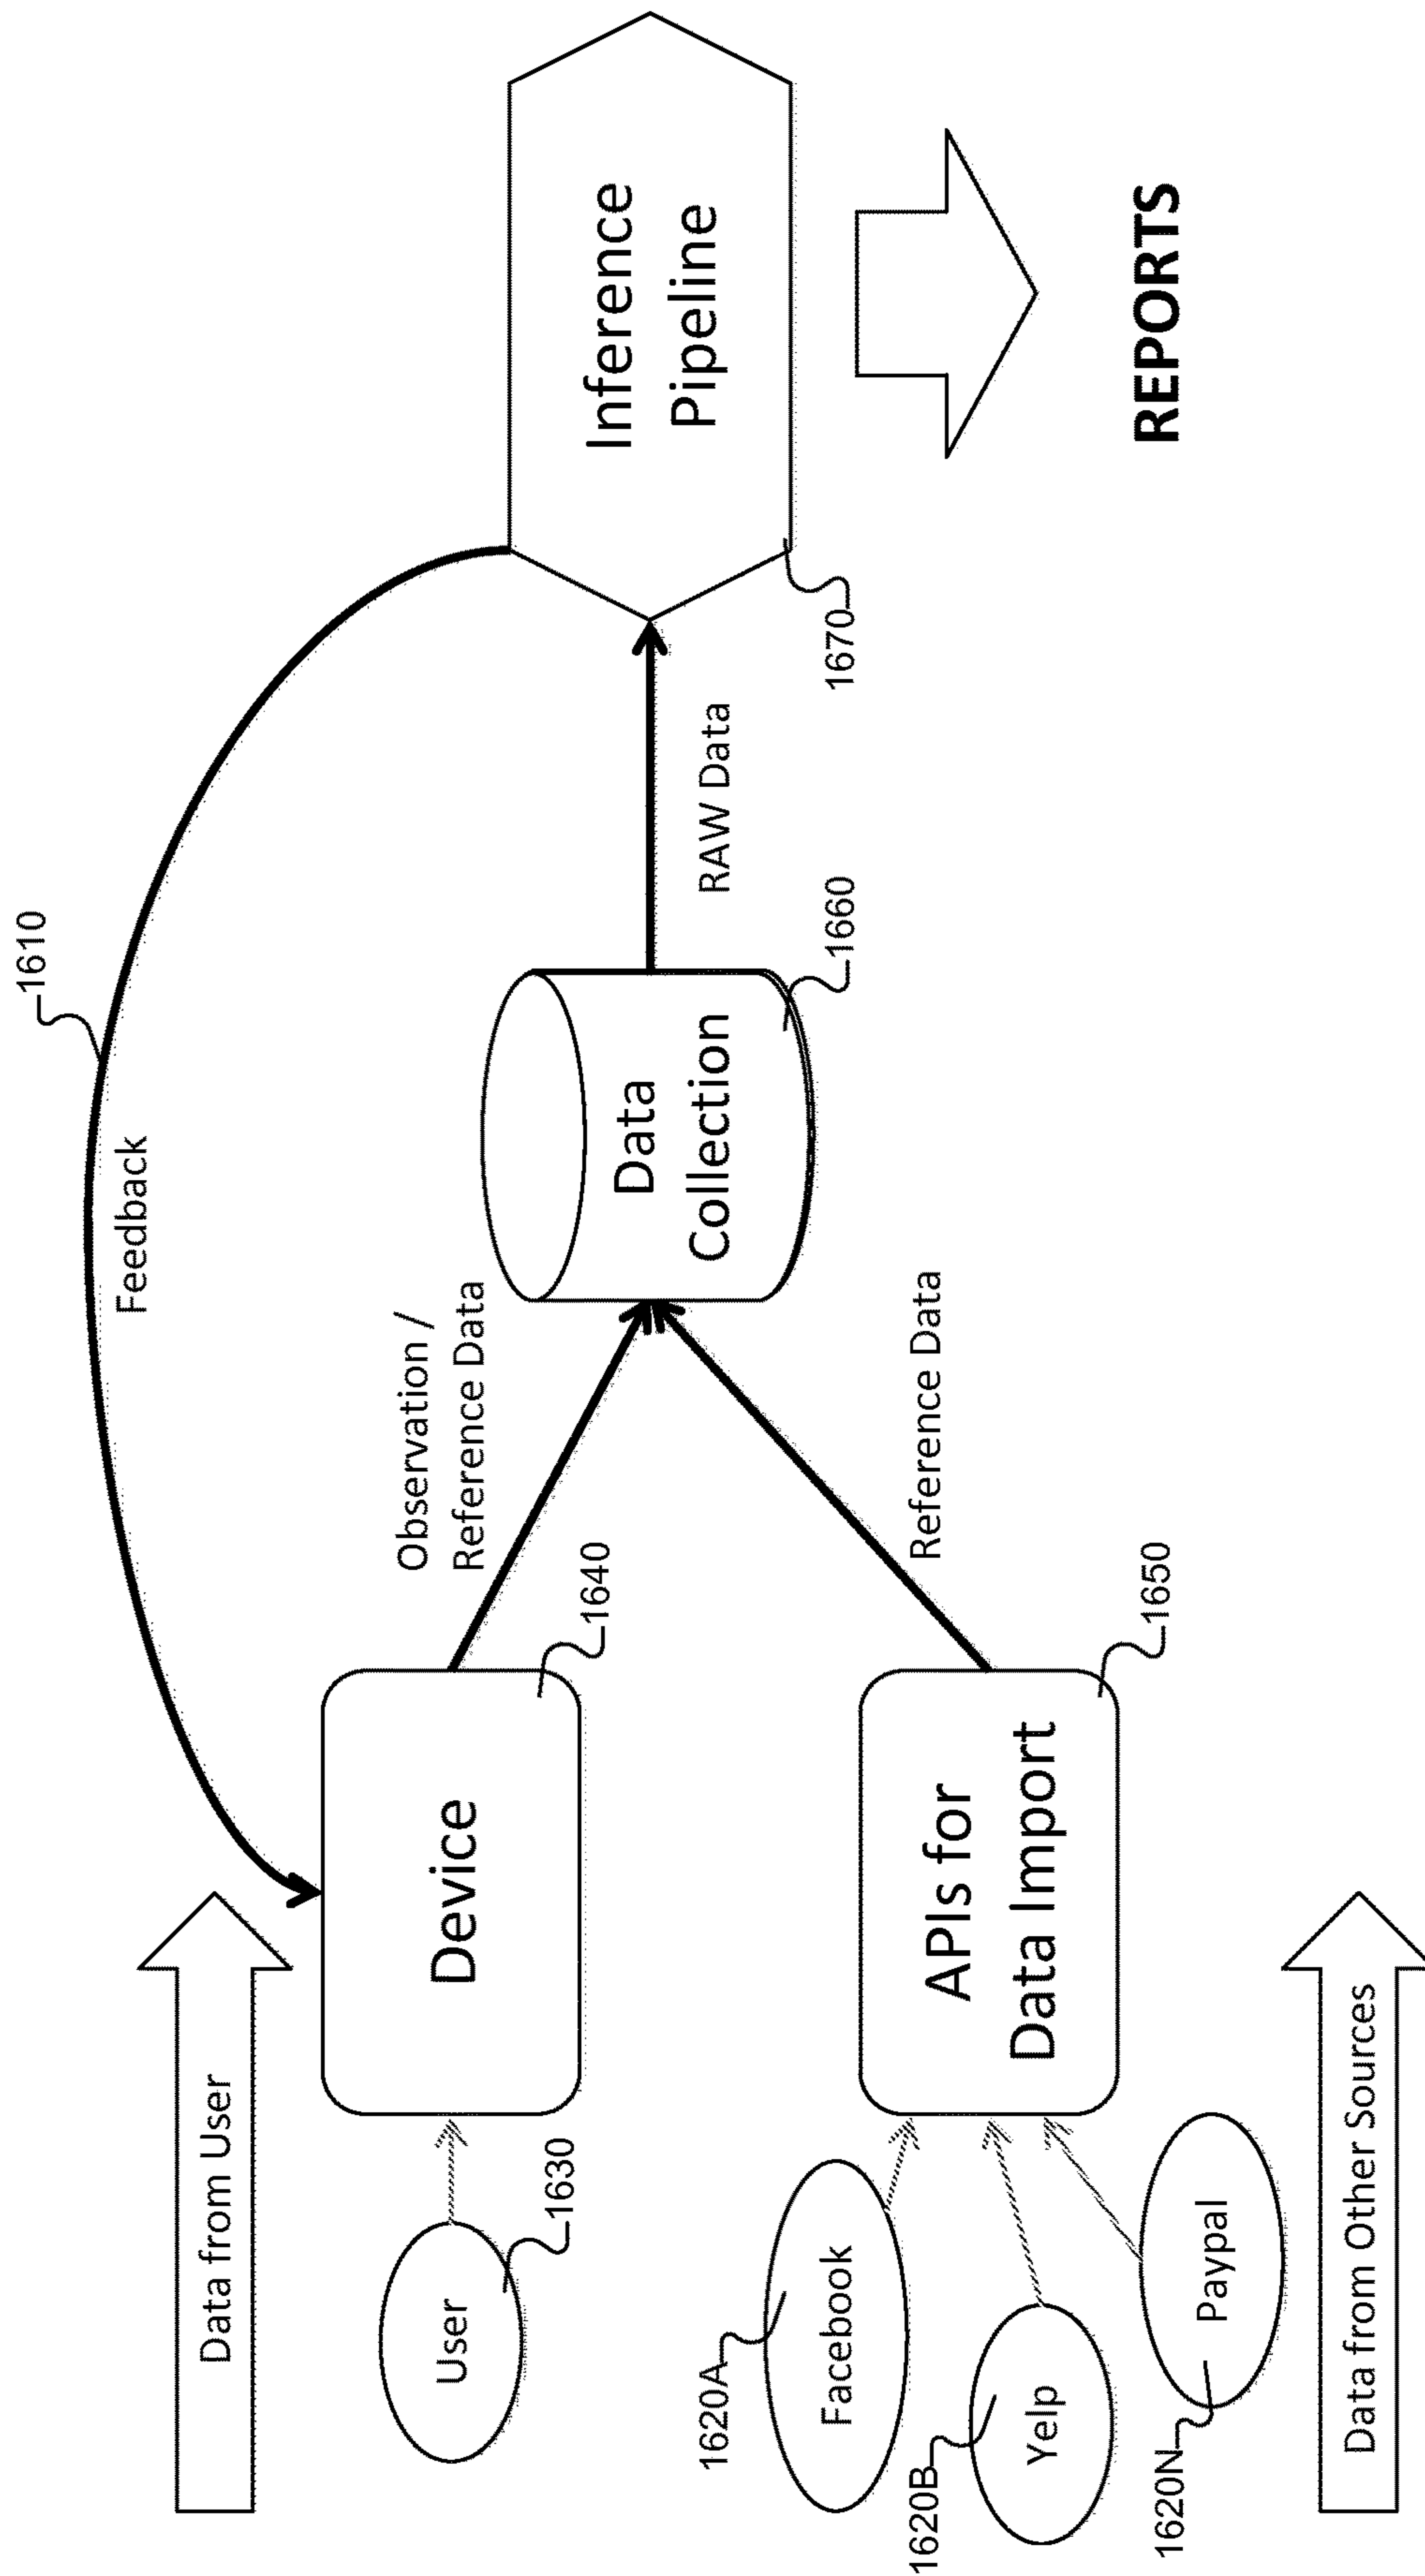 1610
Feedback
Data from User
User
1630
Device
1640
Observation /
Reference Data
Data
Collection
1660
RAW Data
Inference
Pipeline
1670
REPORTS
1620A
Facebook
1620B
Yelp
1620N
Paypal
APIs for
Data Import
1650
Reference Data
Data from Other Sources